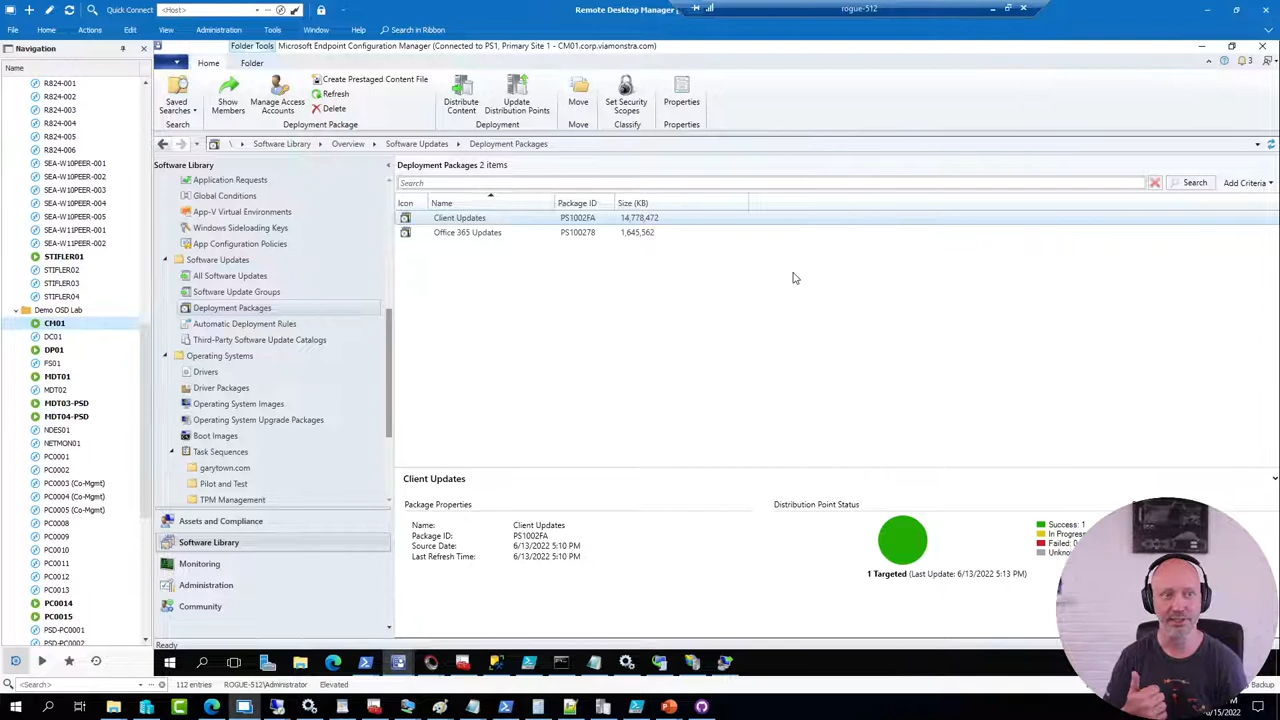 Quick Connect
<Host>
Remote Desktop Manager
rogue-512
File
Home
Actions
Edit
View
Administration
Tools
Window
Help
Search in Ribbon
Navigation
Name
R824-001
R824-002
R824-003
R824-004
R824-005
R824-006
SEA-W10PEER-001
SEA-W10PEER-002
SEA-W10PEER-003
SEA-W10PEER-004
SEA-W10PEER-005
SEA-W11PEER-001
SEA-W11PEER-002
STIFLER01
STIFLER02
STIFLER03
STIFLER04
Demo OSD Lab
CM01
DC01
DP01
FS01
MDT01
MDT02
MDT03-PSD
MDT04-PSD
NDES01
NETMON01
PC0001
PC0002
PC0003 (Co-Mgmt)
PC0004 (Co-Mgmt)
PC0005 (Co-Mgmt)
PC0008
PC0009
PC0010
PC0011
PC0012
PC0013
PC0014
PC0015
PSD-PC0001
PSD-PC0002
<Search>
Folder Tools
Microsoft Endpoint Configuration Manager (Connected to PS1, Primary Site 1 - CM01.corp.viamonstra.com)
Home
Folder
3
Saved Searches
Search
Show Members
Manage Access Accounts
Create Prestaged Content File
Refresh
Delete
Deployment Package
Distribute Content
Update Distribution Points
Deployment
Move
Move
Set Security Scopes
Classify
Properties
Properties
\ Software Library Overview Software Updates Deployment Packages
Software Library
Application Requests
Global Conditions
App-V Virtual Environments
Windows Sideloading Keys
App Configuration Policies
Software Updates
All Software Updates
Software Update Groups
Deployment Packages
Automatic Deployment Rules
Third-Party Software Update Catalogs
Operating Systems
Drivers
Driver Packages
Operating System Images
Operating System Upgrade Packages
Boot Images
Task Sequences
garytown.com
Pilot and Test
TPM Management
Assets and Compliance
Software Library
Monitoring
Administration
Community
Deployment Packages 2 items
Search
Search
Add Criteria
Icon Name Package ID Size (KB)
Client Updates PS1002FA 14,778,472
Office 365 Updates PS100278 1,645,562
Client Updates
Package Properties
Name: Client Updates
Package ID: PS1002FA
Source Date: 6/13/2022 5:10 PM
Last Refresh Time: 6/13/2022 5:10 PM
Distribution Point Status
Success: 1
In Progress
Failed: 0
1 Targeted (Last Update: 6/13/2022 5:13 PM)
Ready
112 entries
ROGUE-512\Administrator
Elevated
Backup